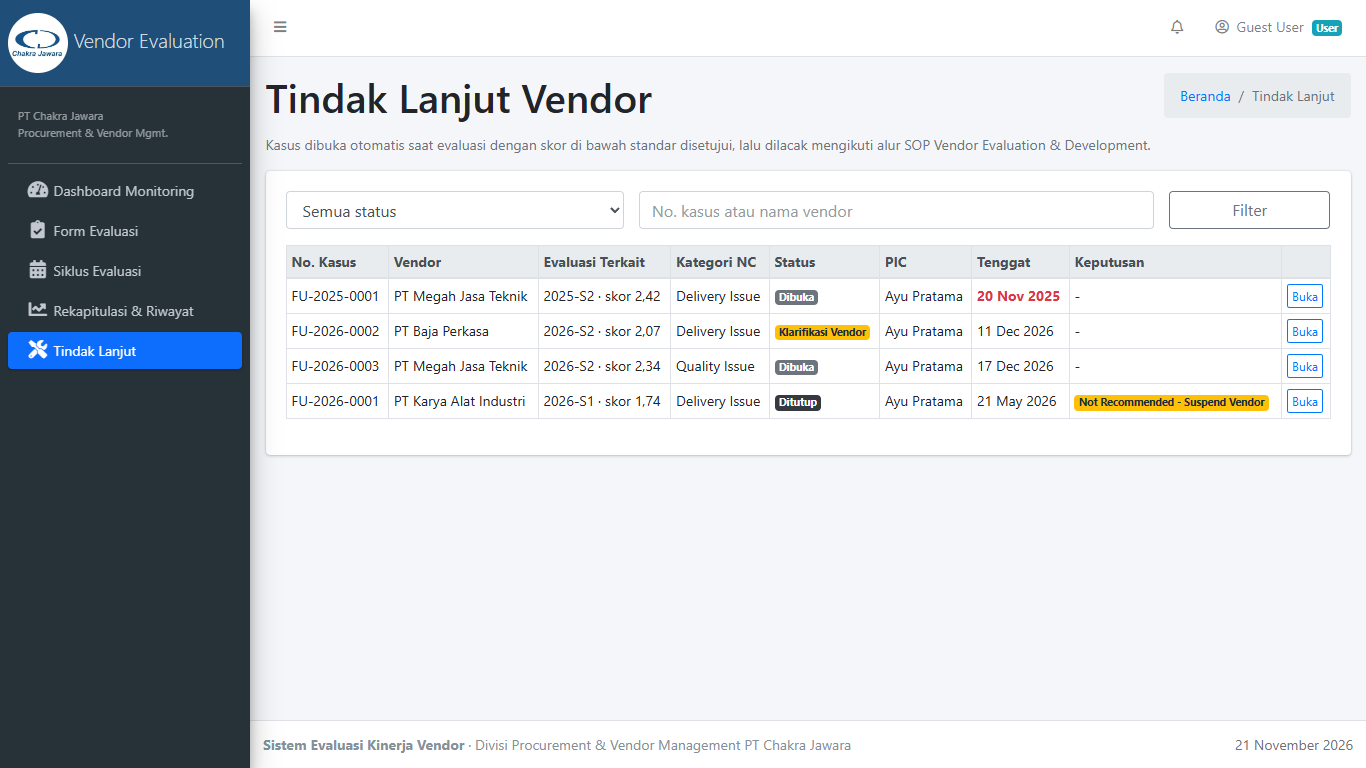 Chakra Jawara
Vendor Evaluation
PT Chakra Jawara
Procurement & Vendor Mgmt.
Dashboard Monitoring
Form Evaluasi
Siklus Evaluasi
Rekapitulasi & Riwayat
Tindak Lanjut
Guest User User
Tindak Lanjut Vendor
Beranda / Tindak Lanjut
Kasus dibuka otomatis saat evaluasi dengan skor di bawah standar disetujui, lalu dilacak mengikuti alur SOP Vendor Evaluation & Development.
Semua status No. kasus atau nama vendor Filter
No. Kasus Vendor Evaluasi Terkait Kategori NC Status PIC Tenggat Keputusan
FU-2025-0001 PT Megah Jasa Teknik 2025-S2 · skor 2,42 Delivery Issue Dibuka Ayu Pratama 20 Nov 2025 - Buka
FU-2026-0002 PT Baja Perkasa 2026-S2 · skor 2,07 Delivery Issue Klarifikasi Vendor Ayu Pratama 11 Dec 2026 - Buka
FU-2026-0003 PT Megah Jasa Teknik 2026-S2 · skor 2,34 Quality Issue Dibuka Ayu Pratama 17 Dec 2026 - Buka
FU-2026-0001 PT Karya Alat Industri 2026-S1 · skor 1,74 Delivery Issue Ditutup Ayu Pratama 21 May 2026 Not Recommended - Suspend Vendor Buka
Sistem Evaluasi Kinerja Vendor · Divisi Procurement & Vendor Management PT Chakra Jawara
21 November 2026